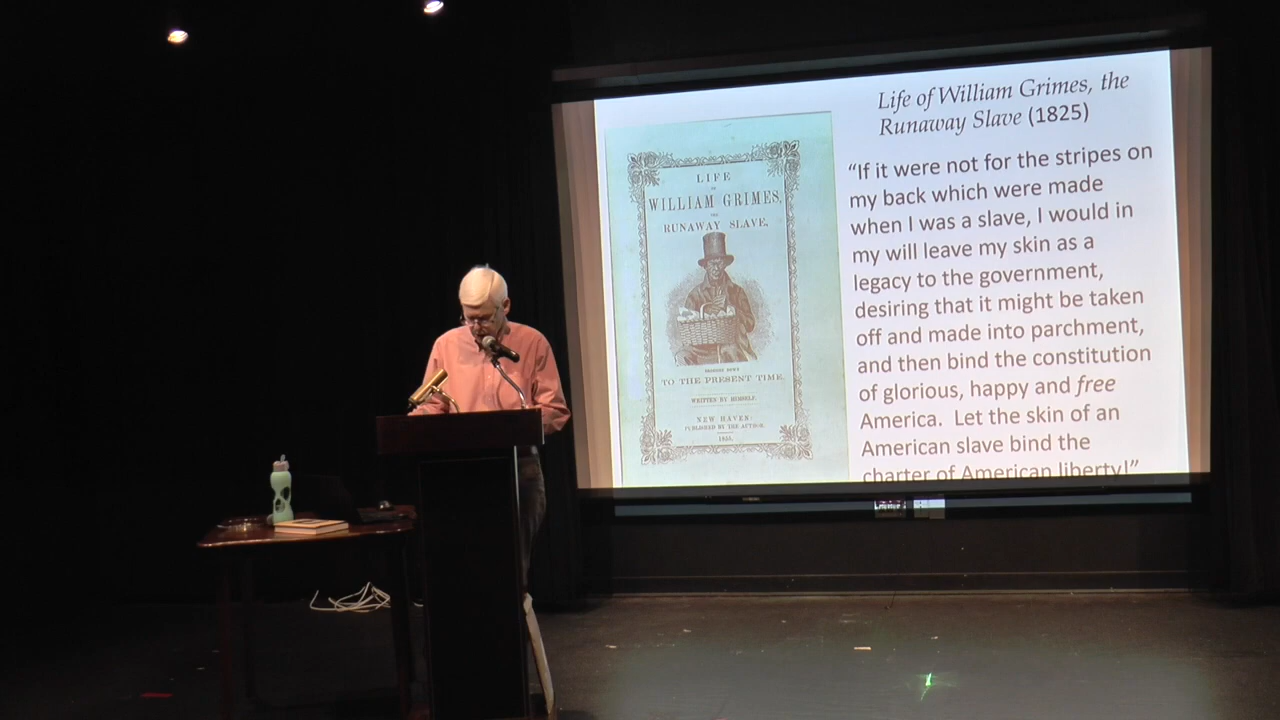 Life of William Grimes, the
Runaway Slave (1825)
“If it were not for the stripes on
my back which were made
when I was a slave, I would in
my will leave my skin as a
legacy to the government,
desiring that it might be taken
off and made into parchment,
and then bind the constitution
of glorious, happy and free
America.  Let the skin of an
American slave bind the
charter of American liberty!”
LIFE
OF
WILLIAM GRIMES,
THE
RUNAWAY SLAVE,
TO THE PRESENT TIME.
WRITTEN BY HIMSELF.
NEW HAVEN:
PUBLISHED BY THE AUTHOR.